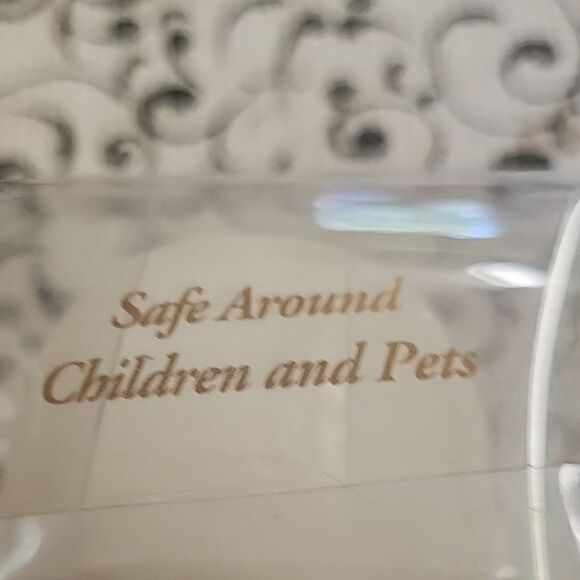 Safe Around
Children and Pets